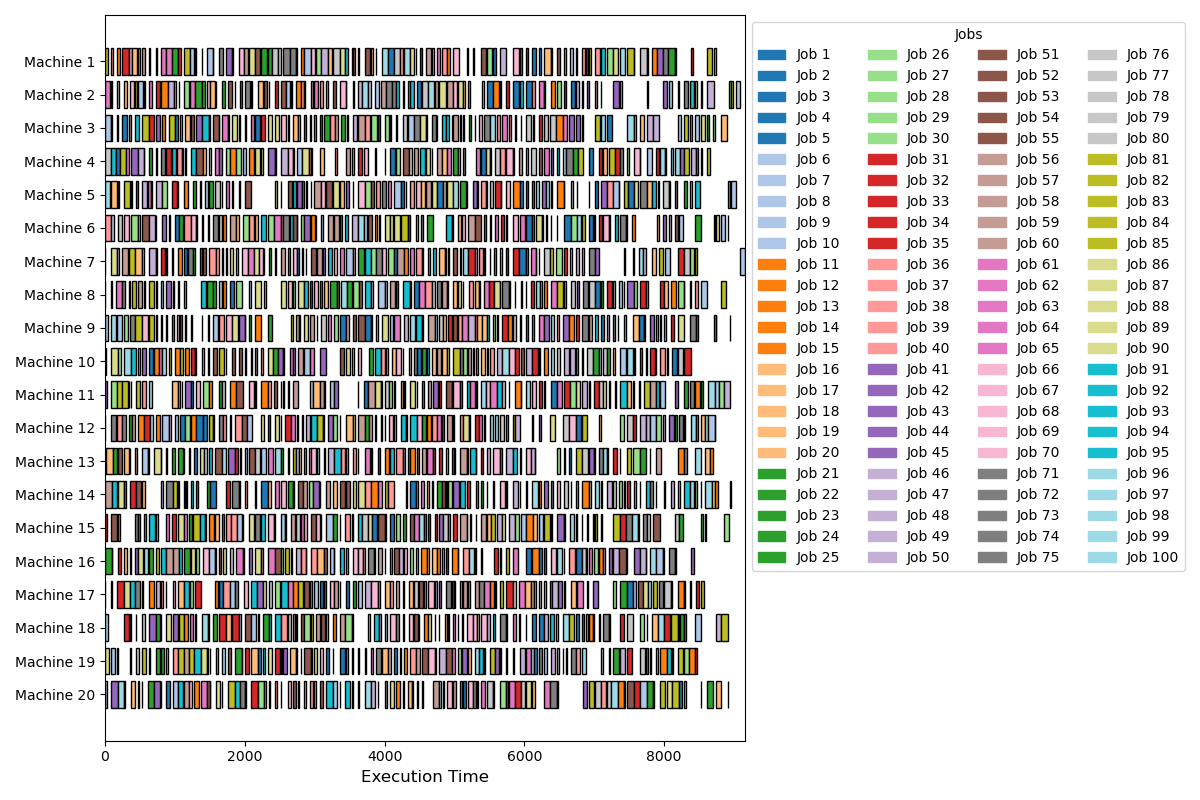 Machine 1
Machine 2
Machine 3
Machine 4
Machine 5
Machine 6
Machine 7
Machine 8
Machine 9
Machine 10
Machine 11
Machine 12
Machine 13
Machine 14
Machine 15
Machine 16
Machine 17
Machine 18
Machine 19
Machine 20
0 2000 4000 6000 8000
Execution Time
Jobs
Job 1 Job 26 Job 51 Job 76
Job 2 Job 27 Job 52 Job 77
Job 3 Job 28 Job 53 Job 78
Job 4 Job 29 Job 54 Job 79
Job 5 Job 30 Job 55 Job 80
Job 6 Job 31 Job 56 Job 81
Job 7 Job 32 Job 57 Job 82
Job 8 Job 33 Job 58 Job 83
Job 9 Job 34 Job 59 Job 84
Job 10 Job 35 Job 60 Job 85
Job 11 Job 36 Job 61 Job 86
Job 12 Job 37 Job 62 Job 87
Job 13 Job 38 Job 63 Job 88
Job 14 Job 39 Job 64 Job 89
Job 15 Job 40 Job 65 Job 90
Job 16 Job 41 Job 66 Job 91
Job 17 Job 42 Job 67 Job 92
Job 18 Job 43 Job 68 Job 93
Job 19 Job 44 Job 69 Job 94
Job 20 Job 45 Job 70 Job 95
Job 21 Job 46 Job 71 Job 96
Job 22 Job 47 Job 72 Job 97
Job 23 Job 48 Job 73 Job 98
Job 24 Job 49 Job 74 Job 99
Job 25 Job 50 Job 75 Job 100